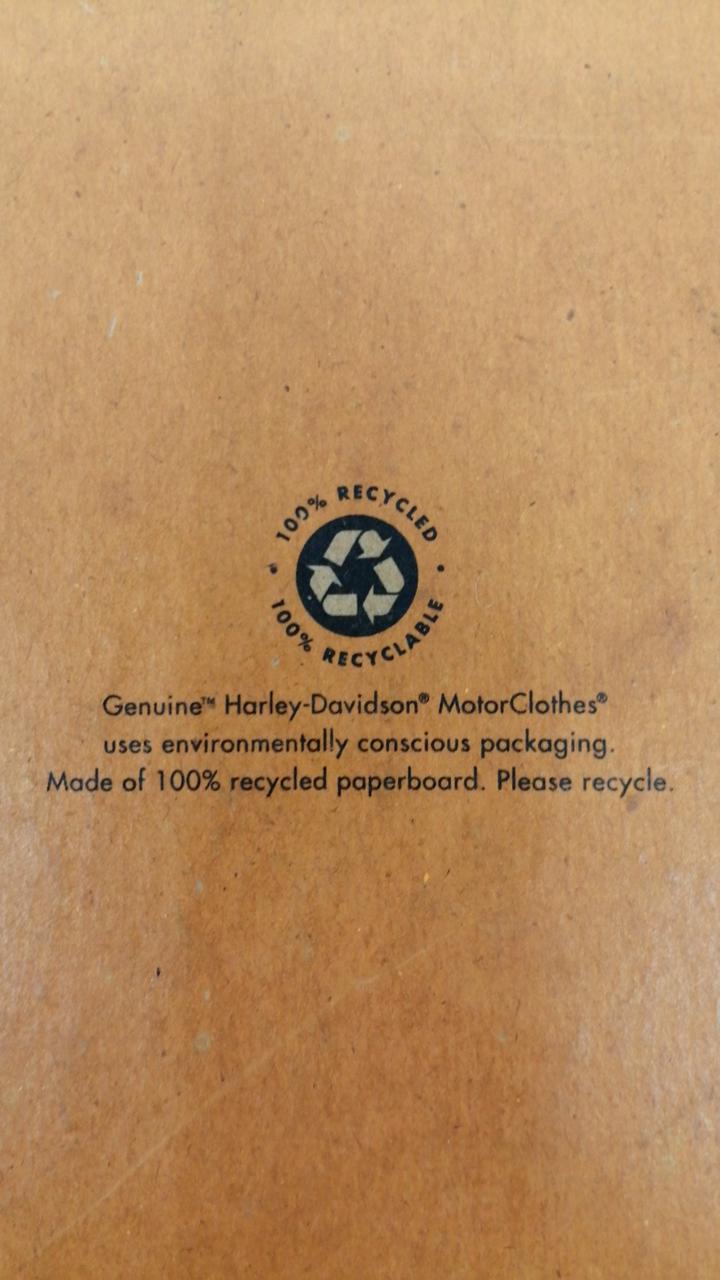 100% RECYCLED
100% RECYCLABLE
Genuine™ Harley-Davidson® MotorClothes®
uses environmentally conscious packaging.
Made of 100% recycled paperboard. Please recycle.